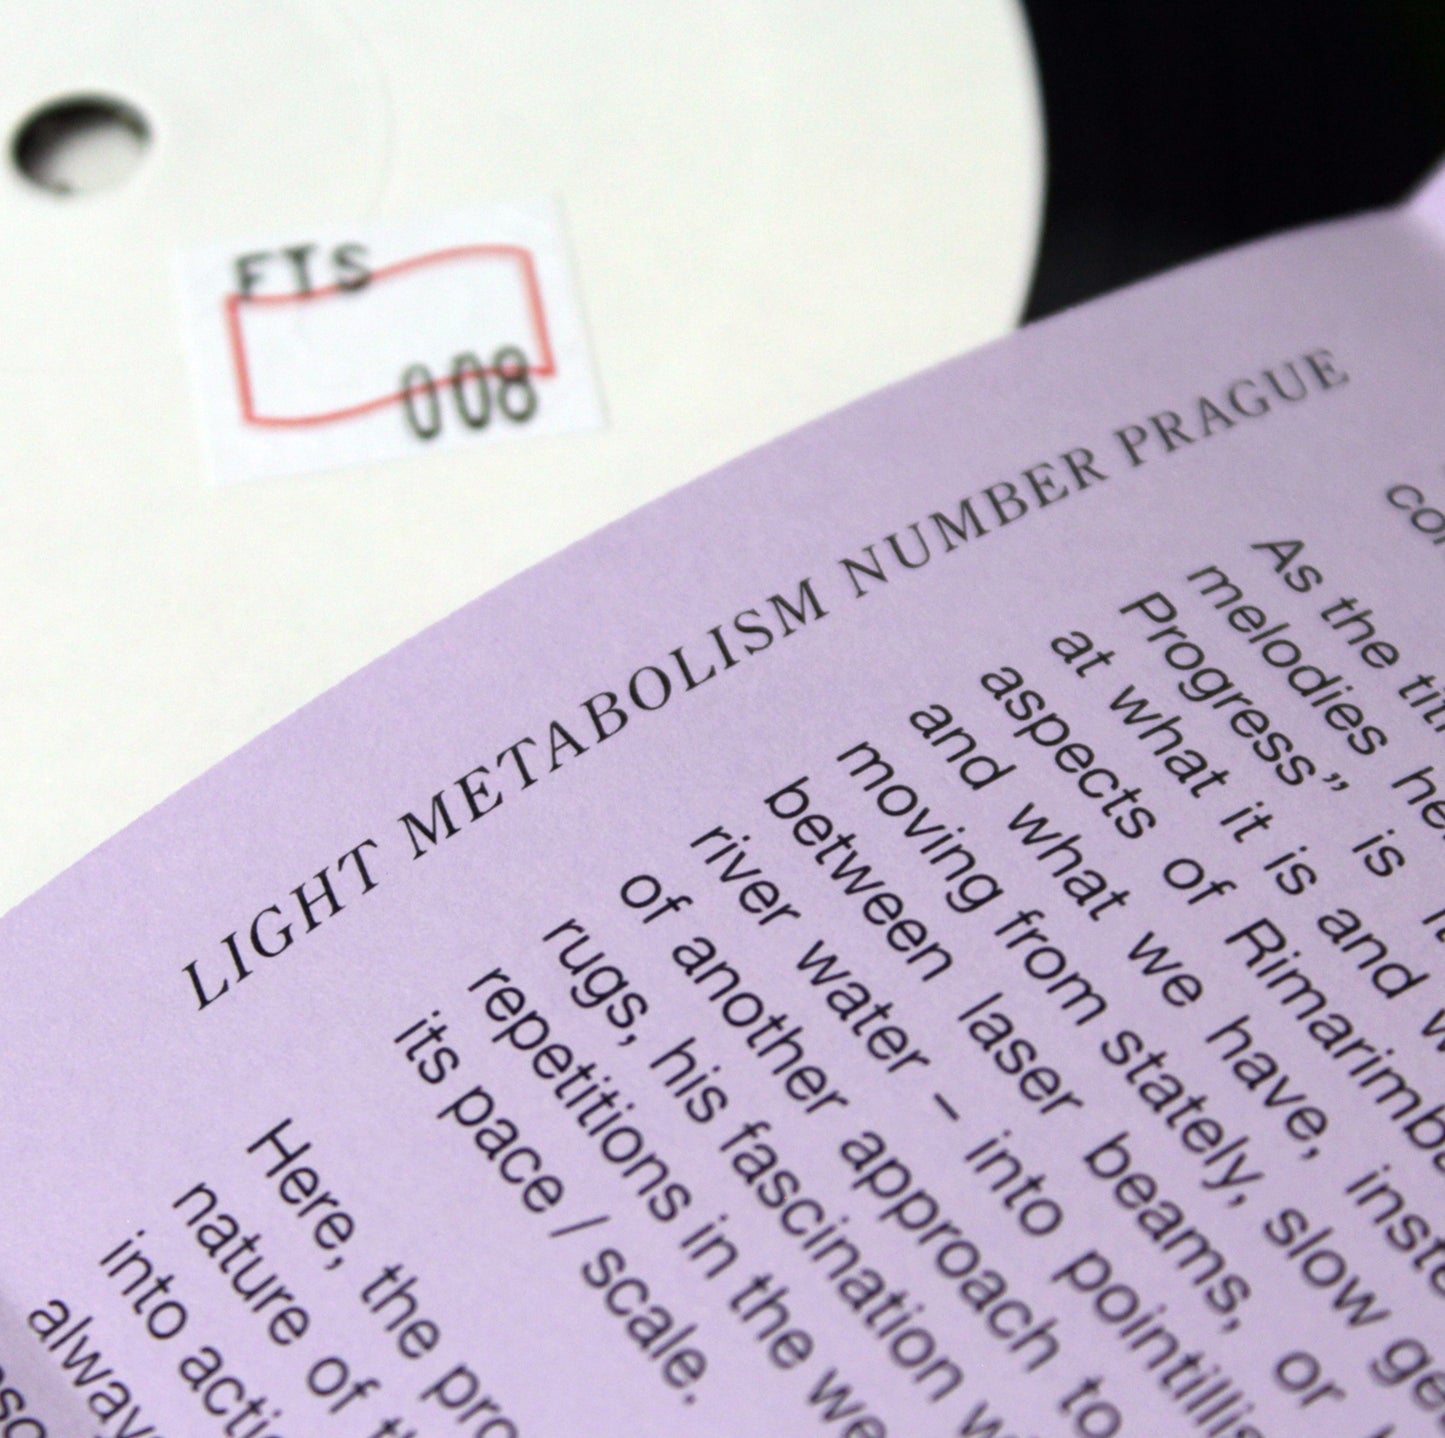 FTS
008
LIGHT METABOLISM NUMBER PRAGUE
As the
melodies
Progress” is
at what it is and
aspects of
and what we have,
moving from stately, slow
between laser beams, or
river water – into
of another approach to
rugs, his fascination
repetitions in the
its pace / scale.
Here, the
nature of
into